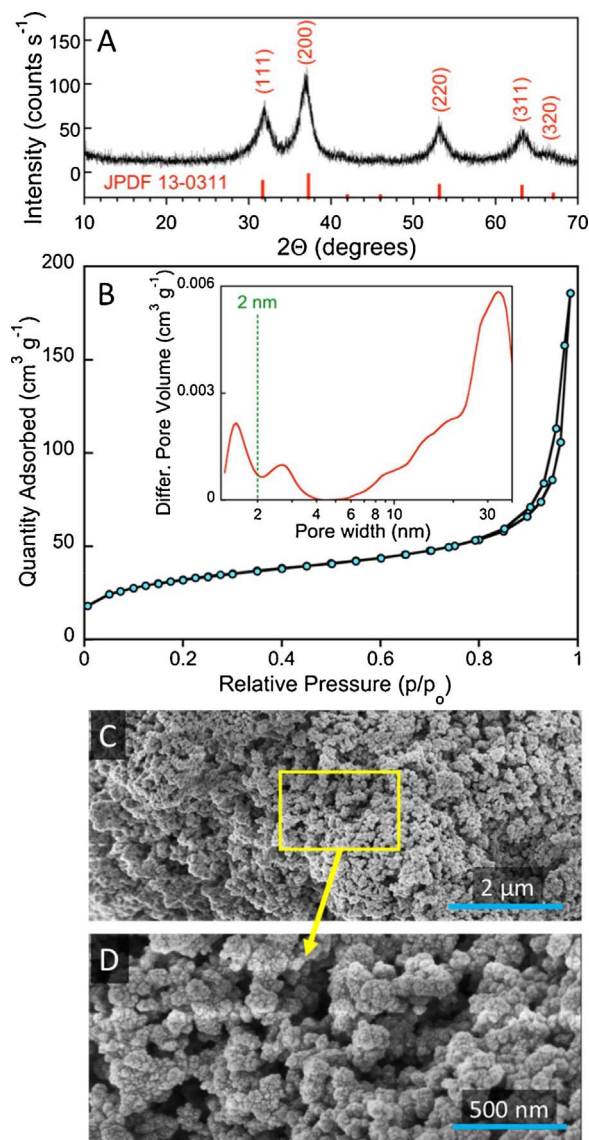 A
Intensity (counts s⁻¹)
150
100
50
0
(111)
(200)
(220)
(311)
(320)
JPDF 13-0311
10 20 30 40 50 60 70
2Θ (degrees)
B
Quantity Adsorbed (cm³ g⁻¹)
200
150
100
50
0
Differ. Pore Volume (cm³ g⁻¹)
0.006
0.003
0
2 nm
2 4 6 8 10 30
Pore width (nm)
0 0.2 0.4 0.6 0.8 1
Relative Pressure (p/pₒ)
C
2 µm
D
500 nm